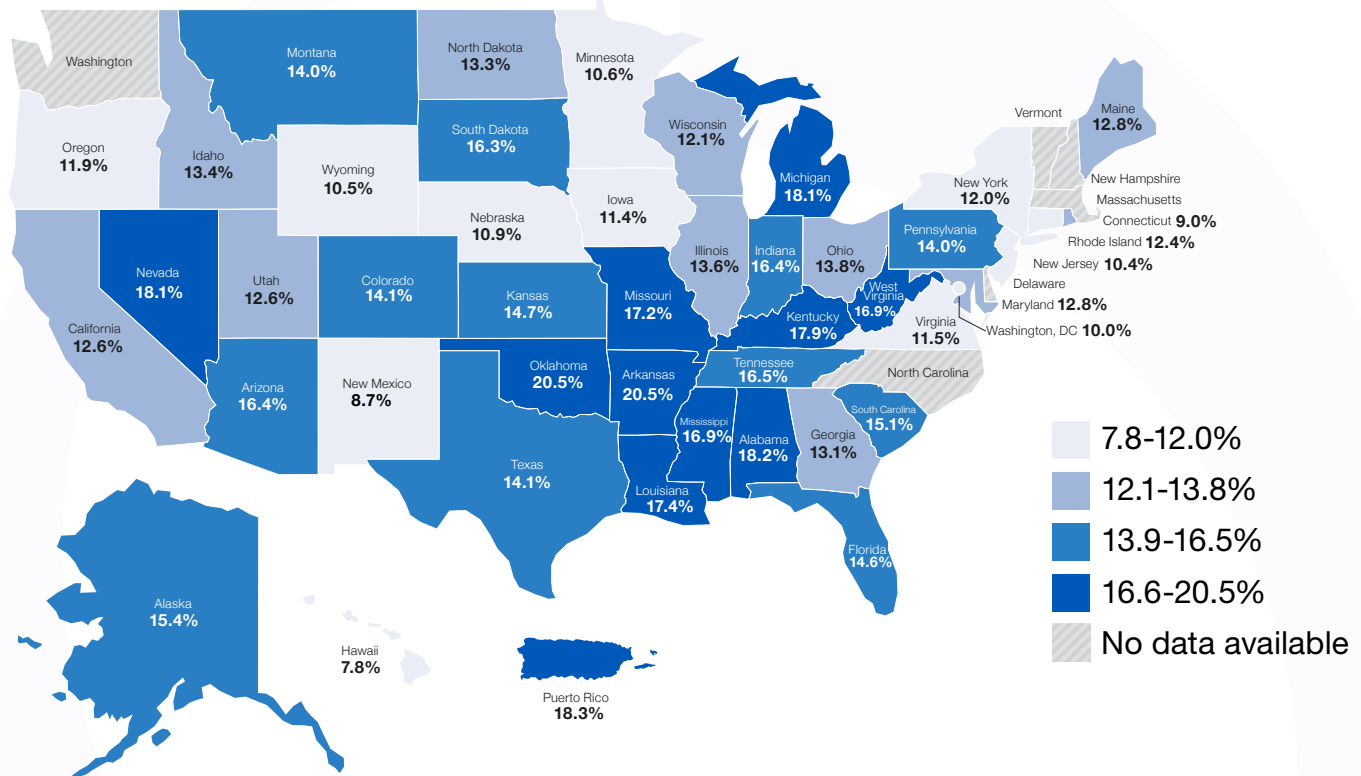 Washington
Montana
14.0%
North Dakota
13.3%
Minnesota
10.6%
Oregon
11.9%
Idaho
13.4%
Wyoming
10.5%
South Dakota
16.3%
Wisconsin
12.1%
Michigan
18.1%
Vermont
Maine
12.8%
New York
12.0%
New Hampshire
Massachusetts
Connecticut 9.0%
Rhode Island 12.4%
New Jersey 10.4%
Delaware
Maryland 12.8%
Washington, DC 10.0%
Nevada
18.1%
Utah
12.6%
California
12.6%
Colorado
14.1%
Nebraska
10.9%
Iowa
11.4%
Kansas
14.7%
Missouri
17.2%
Illinois
13.6%
Indiana
16.4%
Ohio
13.8%
Pennsylvania
14.0%
West
Virginia
16.9%
Virginia
11.5%
Kentucky
17.9%
Arizona
16.4%
New Mexico
8.7%
Oklahoma
20.5%
Arkansas
20.5%
Tennessee
16.5%
North Carolina
South Carolina
15.1%
Mississippi
16.9%
Alabama
18.2%
Georgia
13.1%
Texas
14.1%
Louisiana
17.4%
Florida
14.6%
Alaska
15.4%
Hawaii
7.8%
Puerto Rico
18.3%
7.8-12.0%
12.1-13.8%
13.9-16.5%
16.6-20.5%
No data available